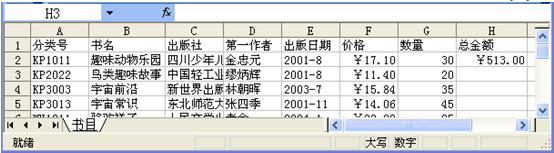 H3 fx
A B C D E F G H
1 分类号 书名 出版社 第一作者 出版日期 价格 数量 总金额
2 KP1011 趣味动物乐园 四川少年儿 金忠元 2001-8 ￥17.10 30 ￥513.00
3 KP2022 鸟类趣味故事 中国轻工业 缪炳辉 2001-8 ￥11.40 20
4 KP3003 宇宙前沿 新世界出版 林朝晖 2003-7 ￥15.84 35
5 KP3013 宇宙常识 东北师范大 张四季 2001-11 ￥14.06 45
书目
就绪 大写 数字